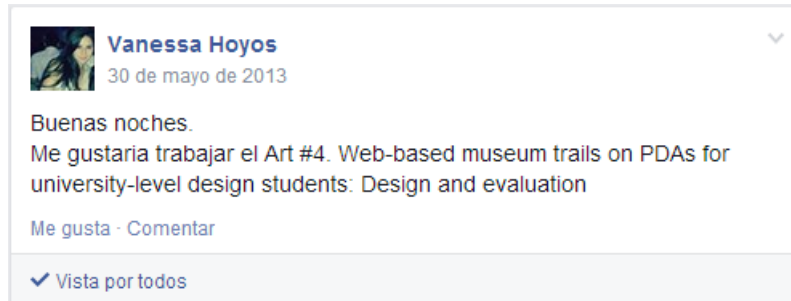 Vanessa Hoyos
30 de mayo de 2013
Buenas noches.
Me gustaria trabajar el Art #4. Web-based museum trails on PDAs for
university-level design students: Design and evaluation
Me gusta · Comentar
Vista por todos